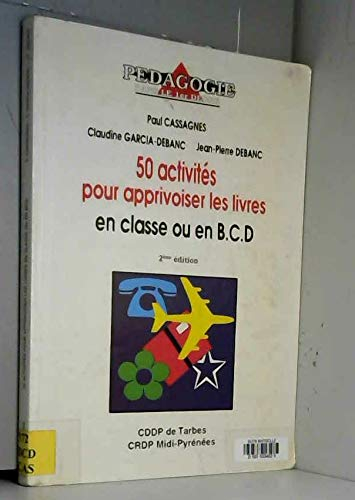 PEDAGOGIE
Paul CASSAGNES
Claudine GARCIA-DEBANC Jean-Pierre DEBANC
50 activités
pour apprivoiser les livres
en classe ou en B.C.D
2ème édition
CDDP de Tarbes
CRDP Midi-Pyrénées